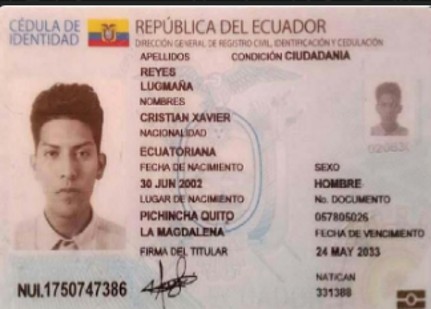 CÉDULA DE IDENTIDAD
REPÚBLICA DEL ECUADOR
DIRECCIÓN GENERAL DE REGISTRO CIVIL, IDENTIFICACIÓN Y CEDULACIÓN
APELLIDOS
CONDICIÓN CIUDADANIA
REYES
LUGMAÑA
NOMBRES
CRISTIAN XAVIER
NACIONALIDAD
ECUATORIANA
FECHA DE NACIMIENTO
30 JUN 2002
LUGAR DE NACIMIENTO
PICHINCHA QUITO
LA MAGDALENA
FIRMA DEL TITULAR
SEXO
HOMBRE
No. DOCUMENTO
057805026
FECHA DE VENCIMIENTO
24 MAY 2033
NAT/CAN
331388
NUI.1750747386